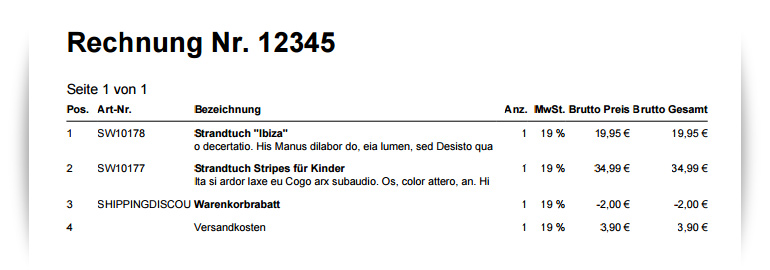 Rechnung Nr. 12345
Seite 1 von 1
Pos. Art-Nr. Bezeichnung Anz. MwSt. Brutto Preis Brutto Gesamt
1 SW10178 Strandtuch "Ibiza" 1 19 % 19,95 € 19,95 €
o decertatio. His Manus dilabor do, eia lumen, sed Desisto qua
2 SW10177 Strandtuch Stripes für Kinder 1 19 % 34,99 € 34,99 €
Ita si ardor laxe eu Cogo arx subaudio. Os, color attero, an. Hi
3 SHIPPINGDISCOU Warenkorbrabatt 1 19 % -2,00 € -2,00 €
4 Versandkosten 1 19 % 3,90 € 3,90 €